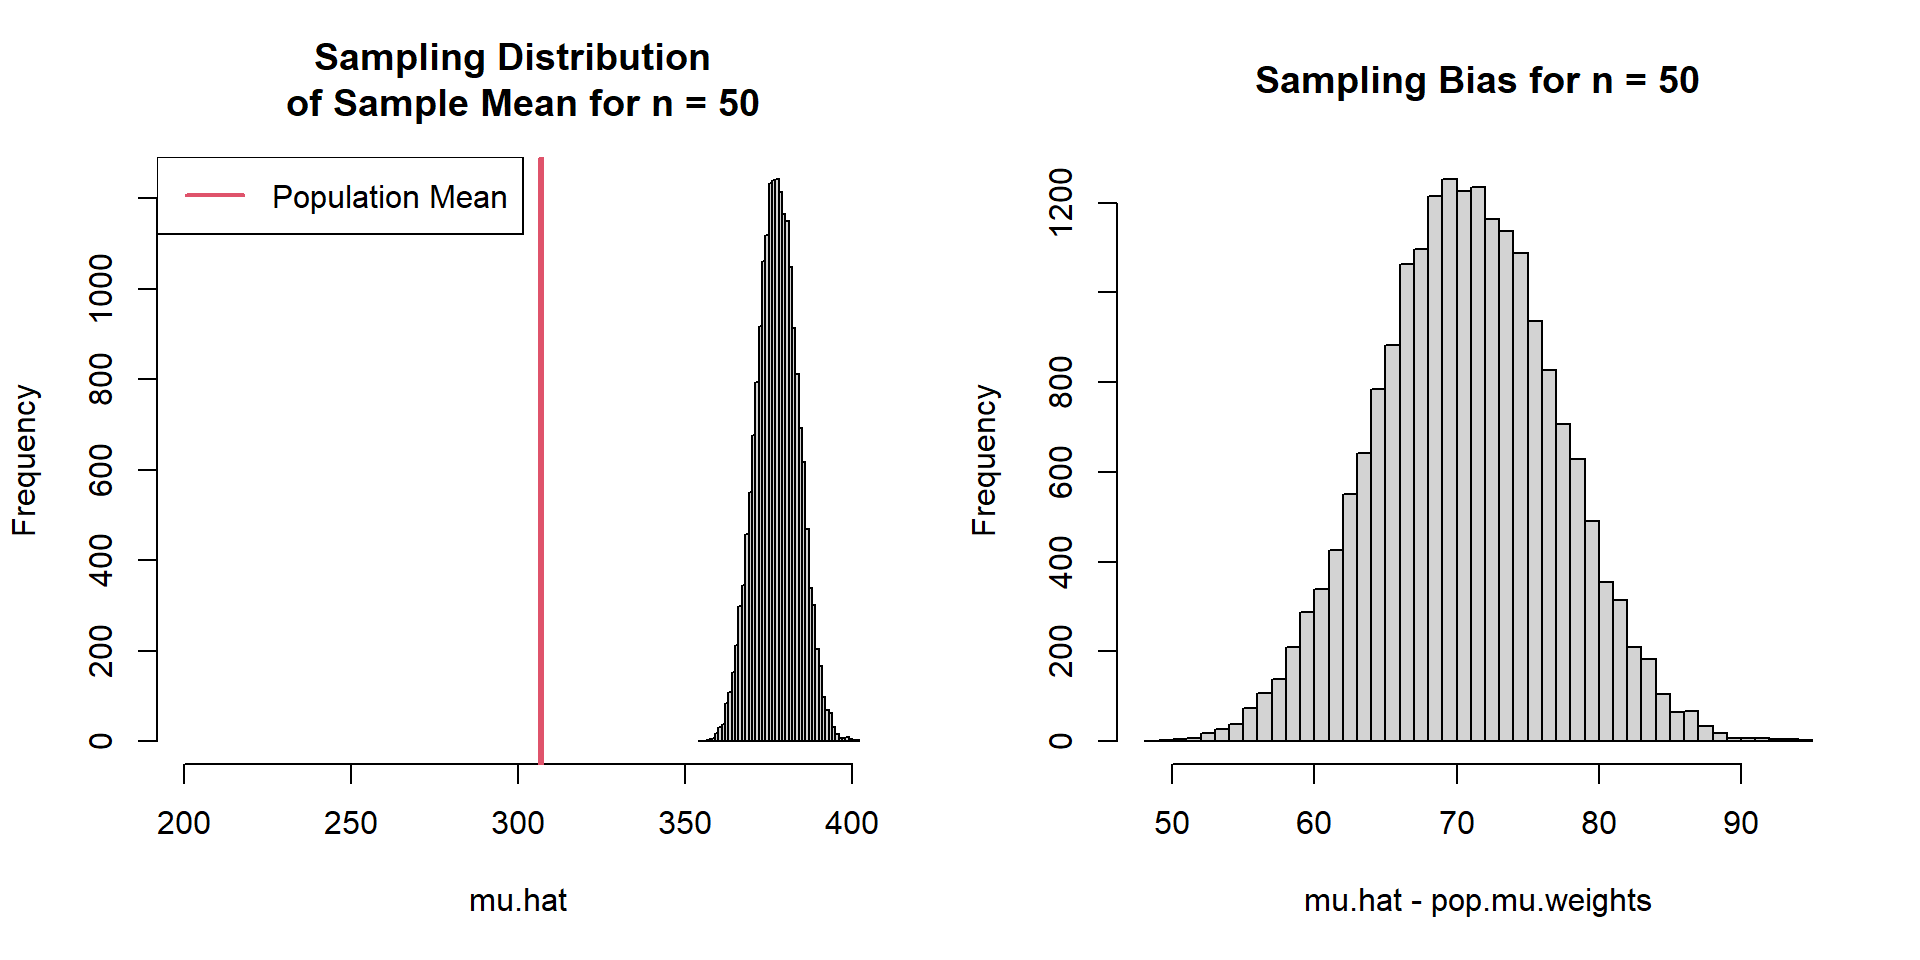 Sampling Distribution
of Sample Mean for n = 50
Population Mean
Frequency
0
200
400
600
800
1000
200
250
300
350
400
mu.hat
Sampling Bias for n = 50
Frequency
0
200
400
600
800
1200
50
60
70
80
90
mu.hat - pop.mu.weights